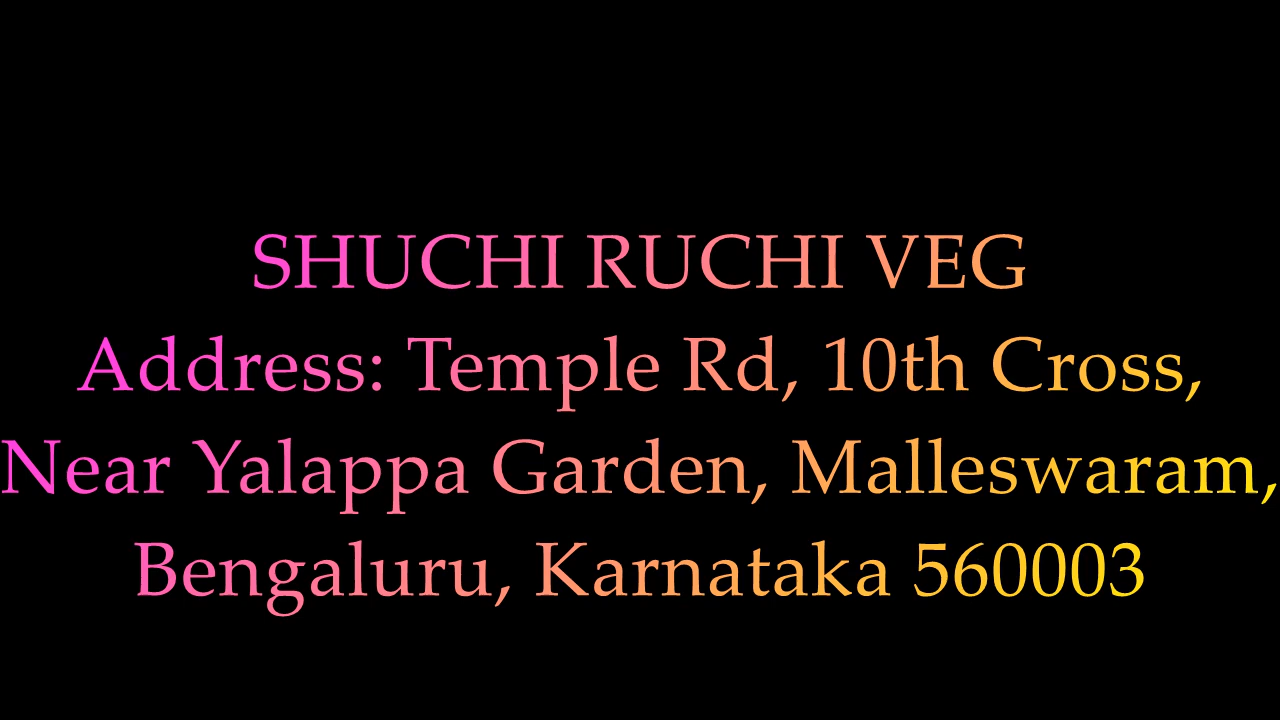 SHUCHI RUCHI VEG
Address: Temple Rd, 10th Cross,
Near Yalappa Garden, Malleswaram,
Bengaluru, Karnataka 560003